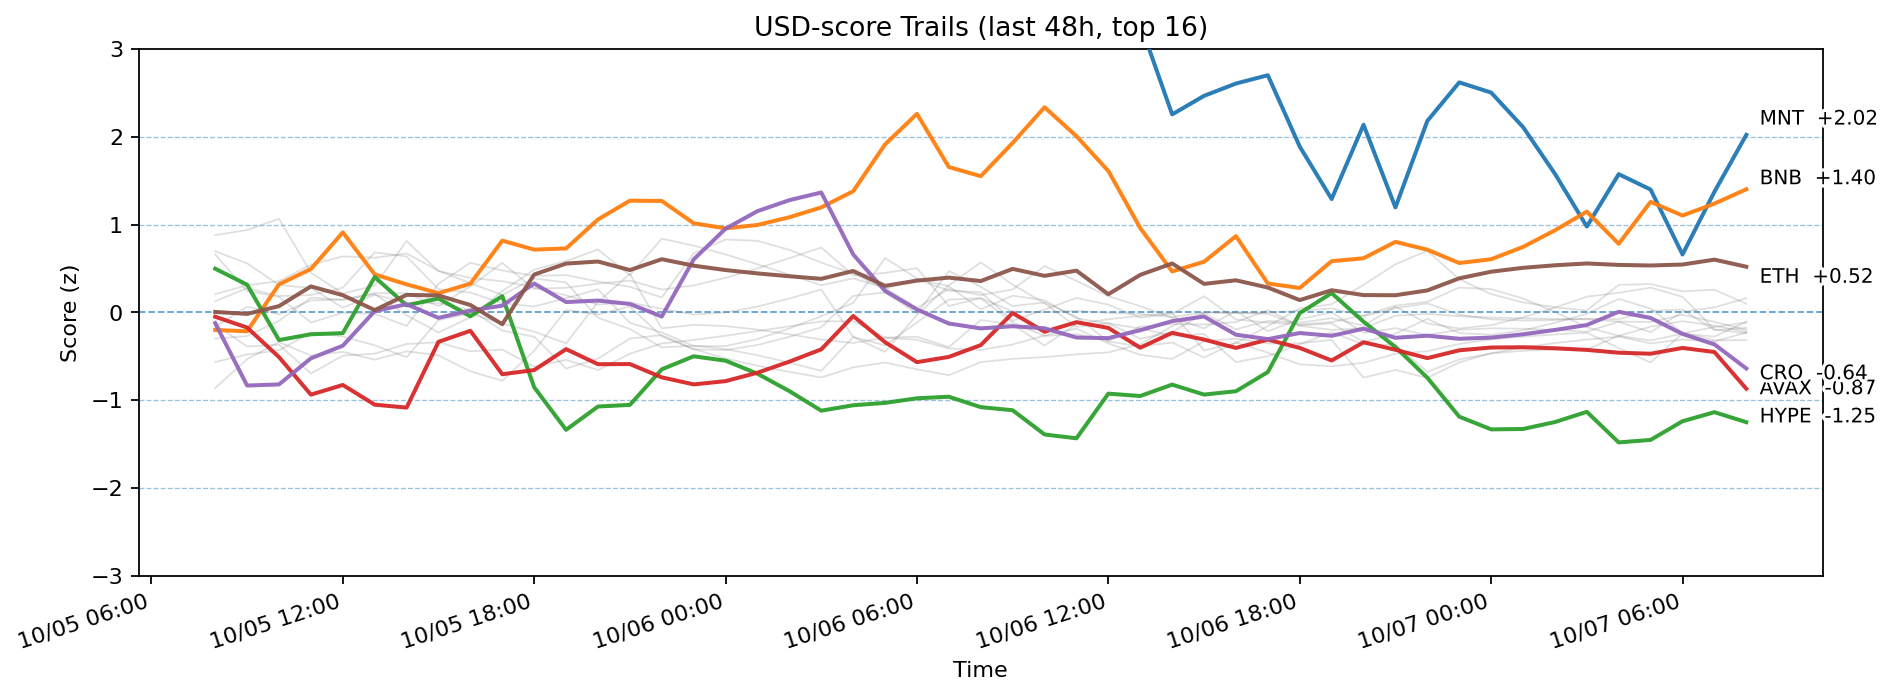 USD-score Trails (last 48h, top 16)
Score (z)
3
2
1
0
−1
−2
−3
MNT +2.02
BNB +1.40
ETH +0.52
CRO -0.64
AVAX -0.87
HYPE -1.25
10/05 06:00
10/05 12:00
10/05 18:00
10/06 00:00
10/06 06:00
10/06 12:00
10/06 18:00
10/07 00:00
10/07 06:00
Time